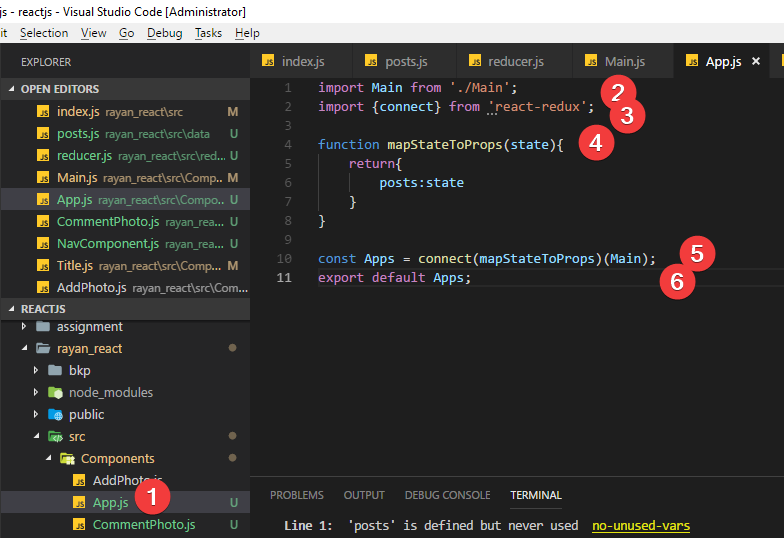 js - reactjs - Visual Studio Code [Administrator]
it Selection View Go Debug Tasks Help
EXPLORER
index.js posts.js reducer.js Main.js App.js ×
OPEN EDITORS
index.js rayan_react\src M
posts.js rayan_react\src\data U
reducer.js rayan_react\src\red... U
Main.js rayan_react\src\Comp... M
App.js rayan_react\src\Compo... U
CommentPhoto.js rayan_rea... U
NavComponent.js rayan_rea... U
Title.js rayan_react\src\Comp... M
AddPhoto.js rayan_react\src\Com...
REACTJS
assignment
rayan_react
bkp
node_modules
public
src
Components
AddPhoto.js
App.js 1 U
CommentPhoto.js U
1 import Main from './Main'; 2
2 import {connect} from 'react-redux'; 3
3
4 function mapStateToProps(state){ 4
5 return{
6 posts:state
7 }
8 }
9
10 const Apps = connect(mapStateToProps)(Main); 5
11 export default Apps; 6
PROBLEMS OUTPUT DEBUG CONSOLE TERMINAL
Line 1: 'posts' is defined but never used no-unused-vars